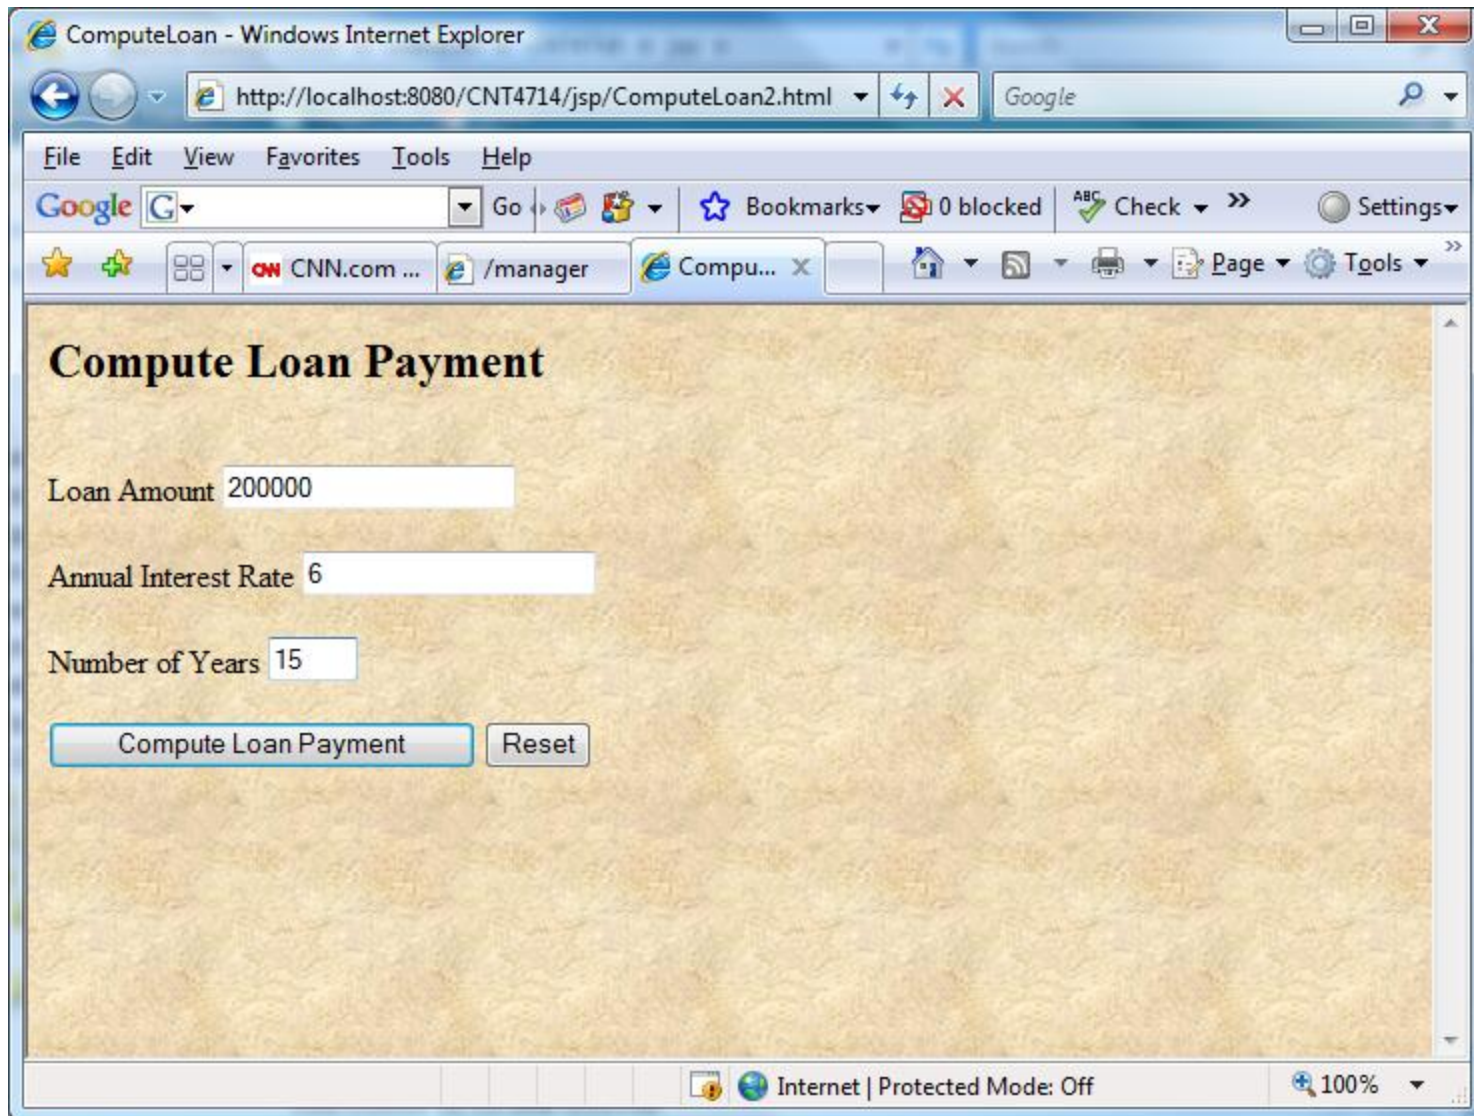 ComputeLoan - Windows Internet Explorer
http://localhost:8080/CNT4714/jsp/ComputeLoan2.html Google
File Edit View Favorites Tools Help
Google G Go Bookmarks 0 blocked ABC Check >> Settings
CNN CNN.com ... /manager Compu... X Page Tools >>
Compute Loan Payment
Loan Amount 200000
Annual Interest Rate 6
Number of Years 15
Compute Loan Payment Reset
Internet | Protected Mode: Off 100%